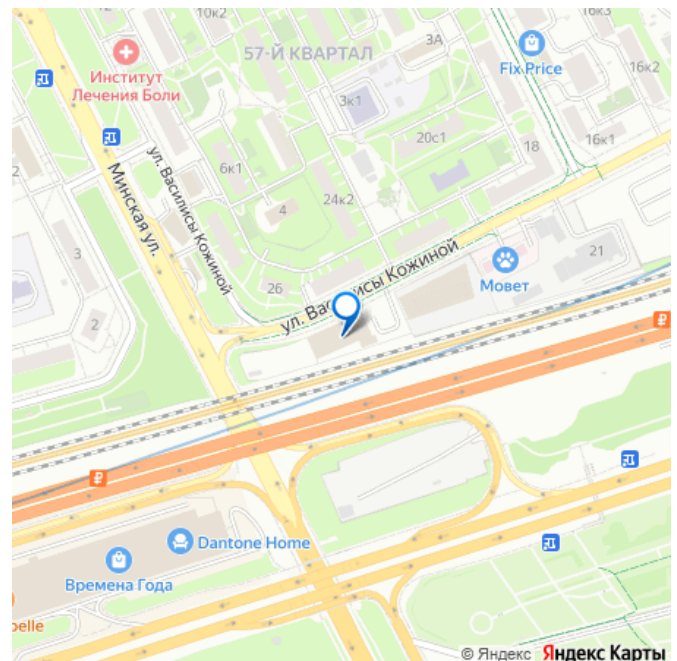 10к2
16к3
57-Й КВАРТАЛ
3А
Fix Price
16к2
Институт
Лечения Боли
3к1
16к1
20с1
18
2
Минская ул.
ул. Василисы Кожиной
6к1
4
24к2
3
26
ул. Василисы Кожиной
21
Мовет
2
₽
₽
Dantone Home
Времена Года
pelle
© Яндекс Яндекс Карты